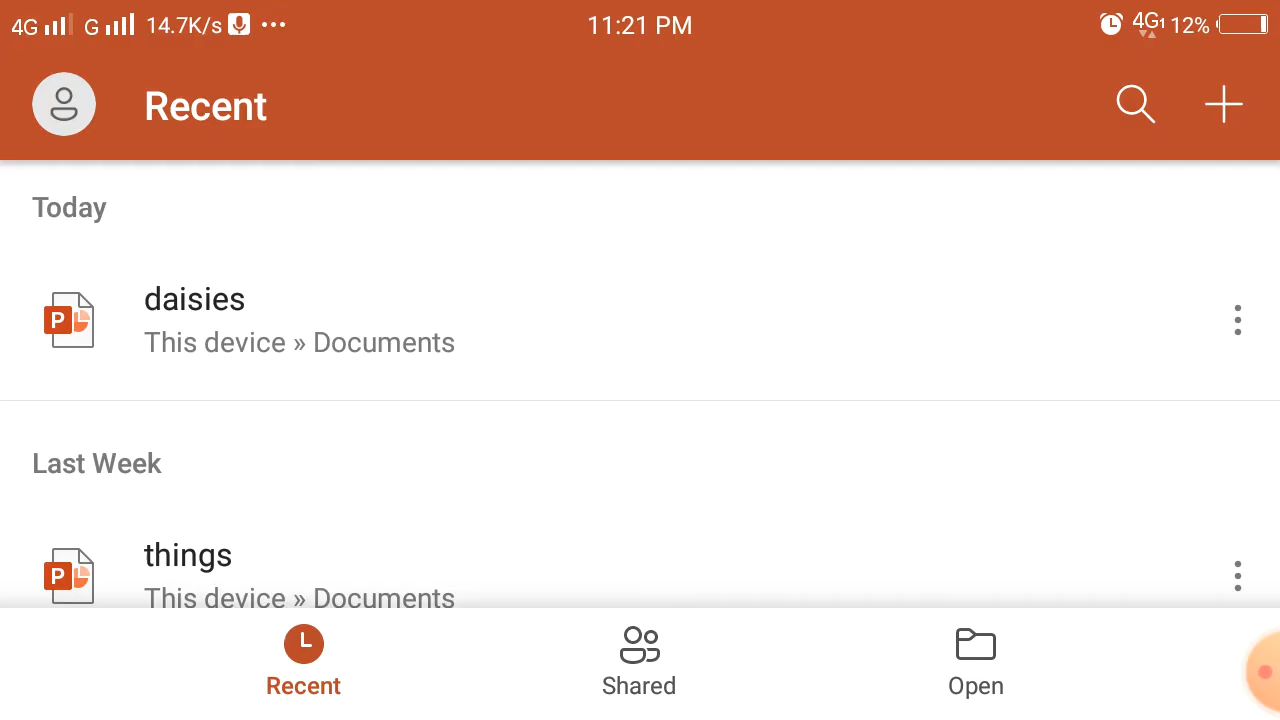 4G G 14.7K/s 11:21 PM 4G1 12%
Recent
Today
P
daisies
This device » Documents
Last Week
P
things
This device » Documents
Recent Shared Open